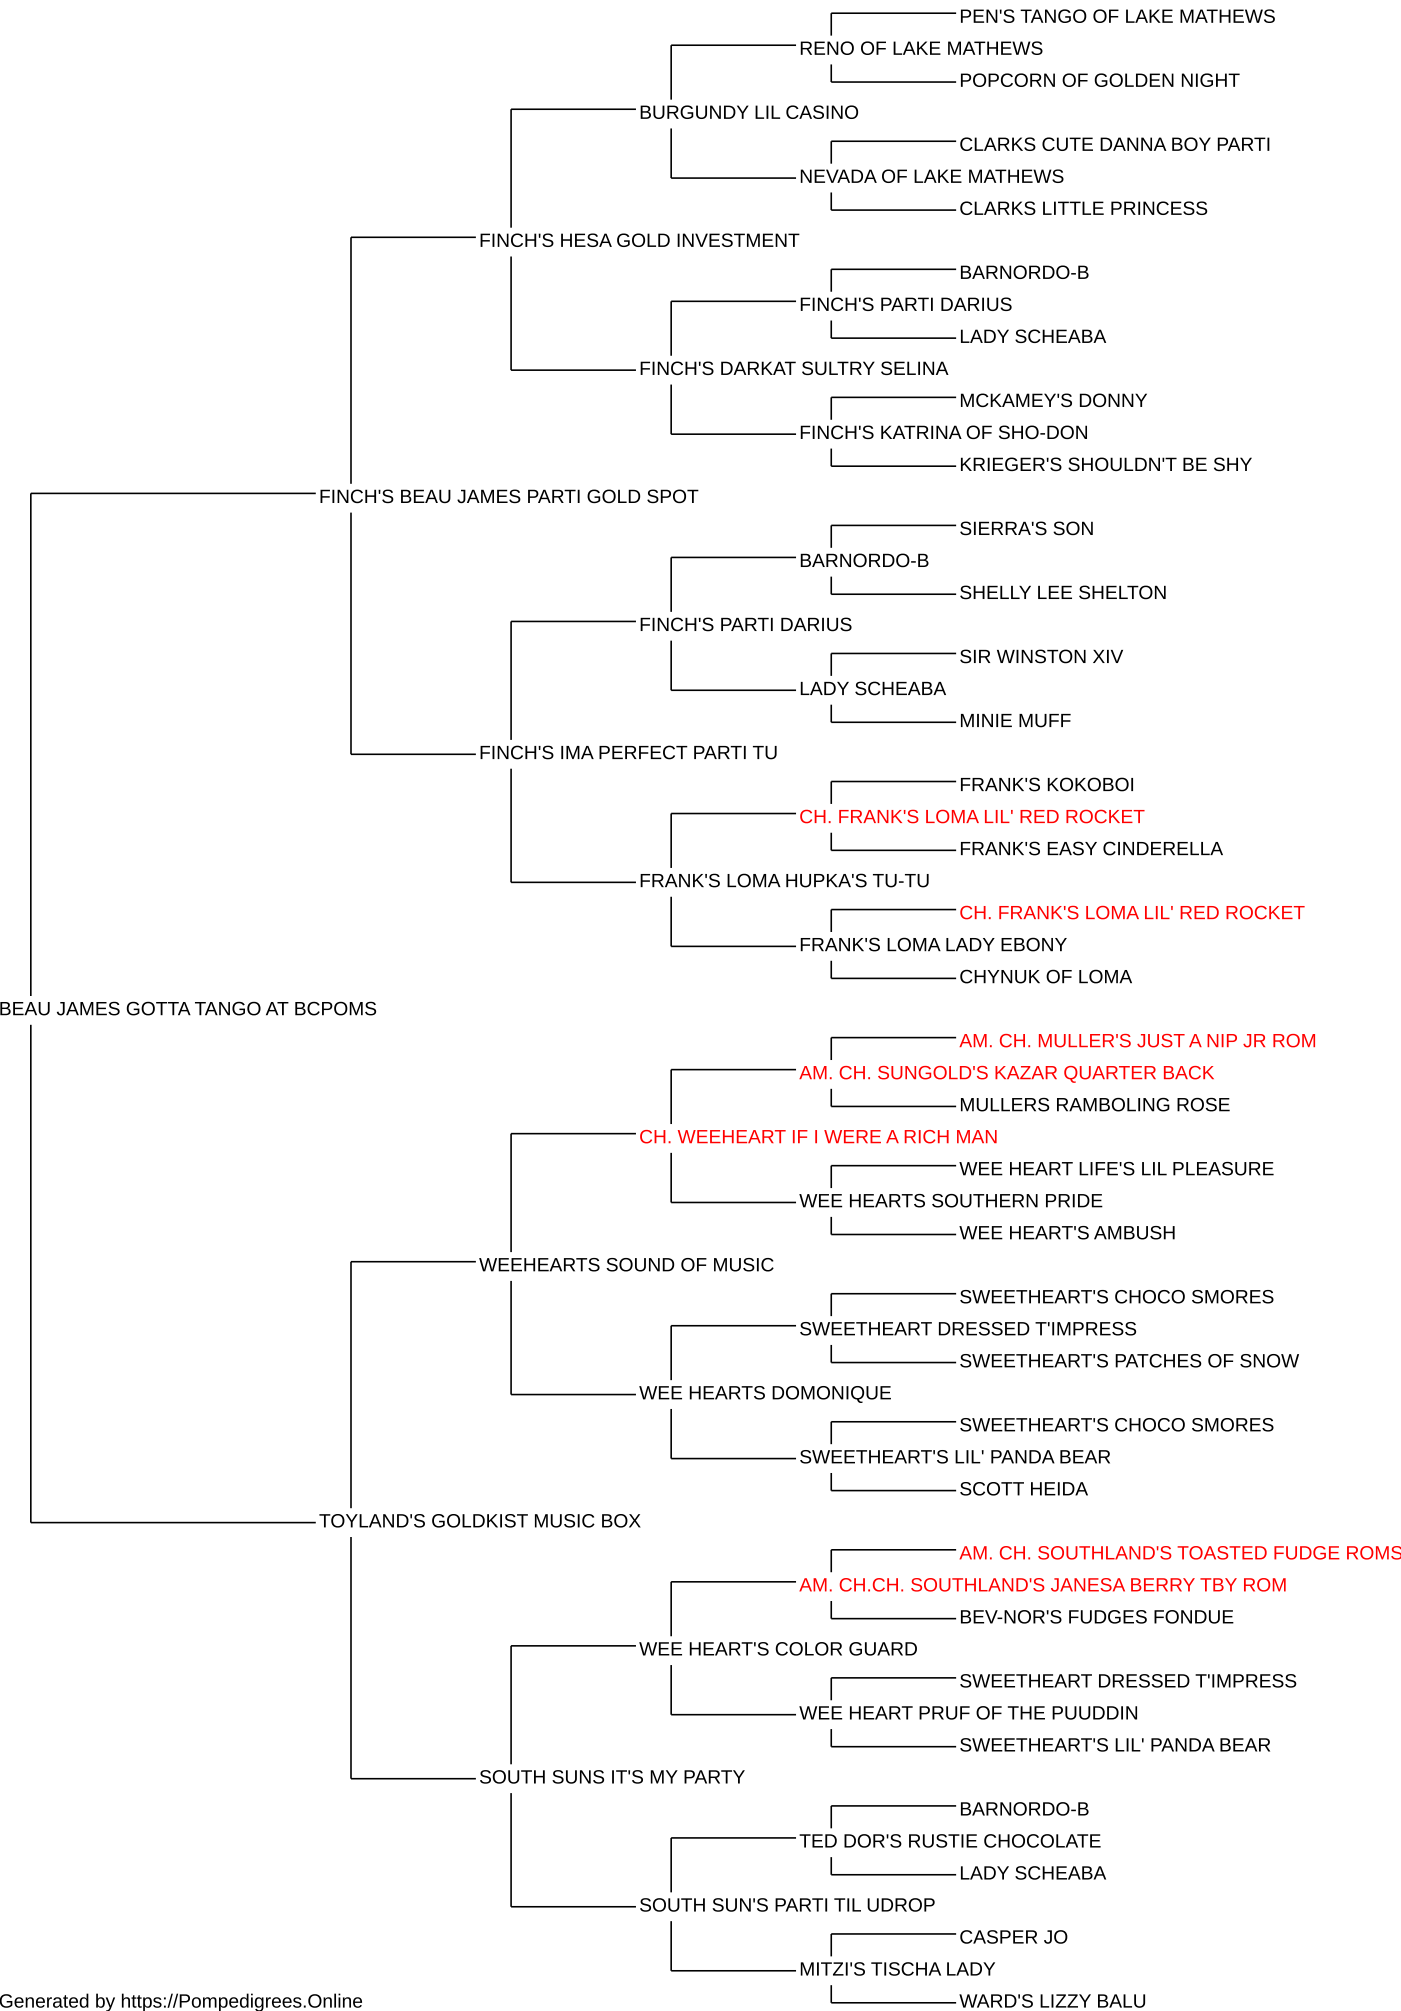 PEN'S TANGO OF LAKE MATHEWS
RENO OF LAKE MATHEWS
POPCORN OF GOLDEN NIGHT
BURGUNDY LIL CASINO
CLARKS CUTE DANNA BOY PARTI
NEVADA OF LAKE MATHEWS
CLARKS LITTLE PRINCESS
FINCH'S HESA GOLD INVESTMENT
BARNORDO-B
FINCH'S PARTI DARIUS
LADY SCHEABA
FINCH'S DARKAT SULTRY SELINA
MCKAMEY'S DONNY
FINCH'S KATRINA OF SHO-DON
KRIEGER'S SHOULDN'T BE SHY
FINCH'S BEAU JAMES PARTI GOLD SPOT
SIERRA'S SON
BARNORDO-B
SHELLY LEE SHELTON
FINCH'S PARTI DARIUS
SIR WINSTON XIV
LADY SCHEABA
MINIE MUFF
FINCH'S IMA PERFECT PARTI TU
FRANK'S KOKOBOI
CH. FRANK'S LOMA LIL' RED ROCKET
FRANK'S EASY CINDERELLA
FRANK'S LOMA HUPKA'S TU-TU
CH. FRANK'S LOMA LIL' RED ROCKET
FRANK'S LOMA LADY EBONY
CHYNUK OF LOMA
BEAU JAMES GOTTA TANGO AT BCPOMS
AM. CH. MULLER'S JUST A NIP JR ROM
AM. CH. SUNGOLD'S KAZAR QUARTER BACK
MULLERS RAMBOLING ROSE
CH. WEEHEART IF I WERE A RICH MAN
WEE HEART LIFE'S LIL PLEASURE
WEE HEARTS SOUTHERN PRIDE
WEE HEART'S AMBUSH
WEEHEARTS SOUND OF MUSIC
SWEETHEART'S CHOCO SMORES
SWEETHEART DRESSED T'IMPRESS
SWEETHEART'S PATCHES OF SNOW
WEE HEARTS DOMONIQUE
SWEETHEART'S CHOCO SMORES
SWEETHEART'S LIL' PANDA BEAR
SCOTT HEIDA
TOYLAND'S GOLDKIST MUSIC BOX
AM. CH. SOUTHLAND'S TOASTED FUDGE ROMS
AM. CH.CH. SOUTHLAND'S JANESA BERRY TBY ROM
BEV-NOR'S FUDGES FONDUE
WEE HEART'S COLOR GUARD
SWEETHEART DRESSED T'IMPRESS
WEE HEART PRUF OF THE PUUDDIN
SWEETHEART'S LIL' PANDA BEAR
SOUTH SUNS IT'S MY PARTY
BARNORDO-B
TED DOR'S RUSTIE CHOCOLATE
LADY SCHEABA
SOUTH SUN'S PARTI TIL UDROP
CASPER JO
MITZI'S TISCHA LADY
WARD'S LIZZY BALU
Generated by https://Pompedigrees.Online